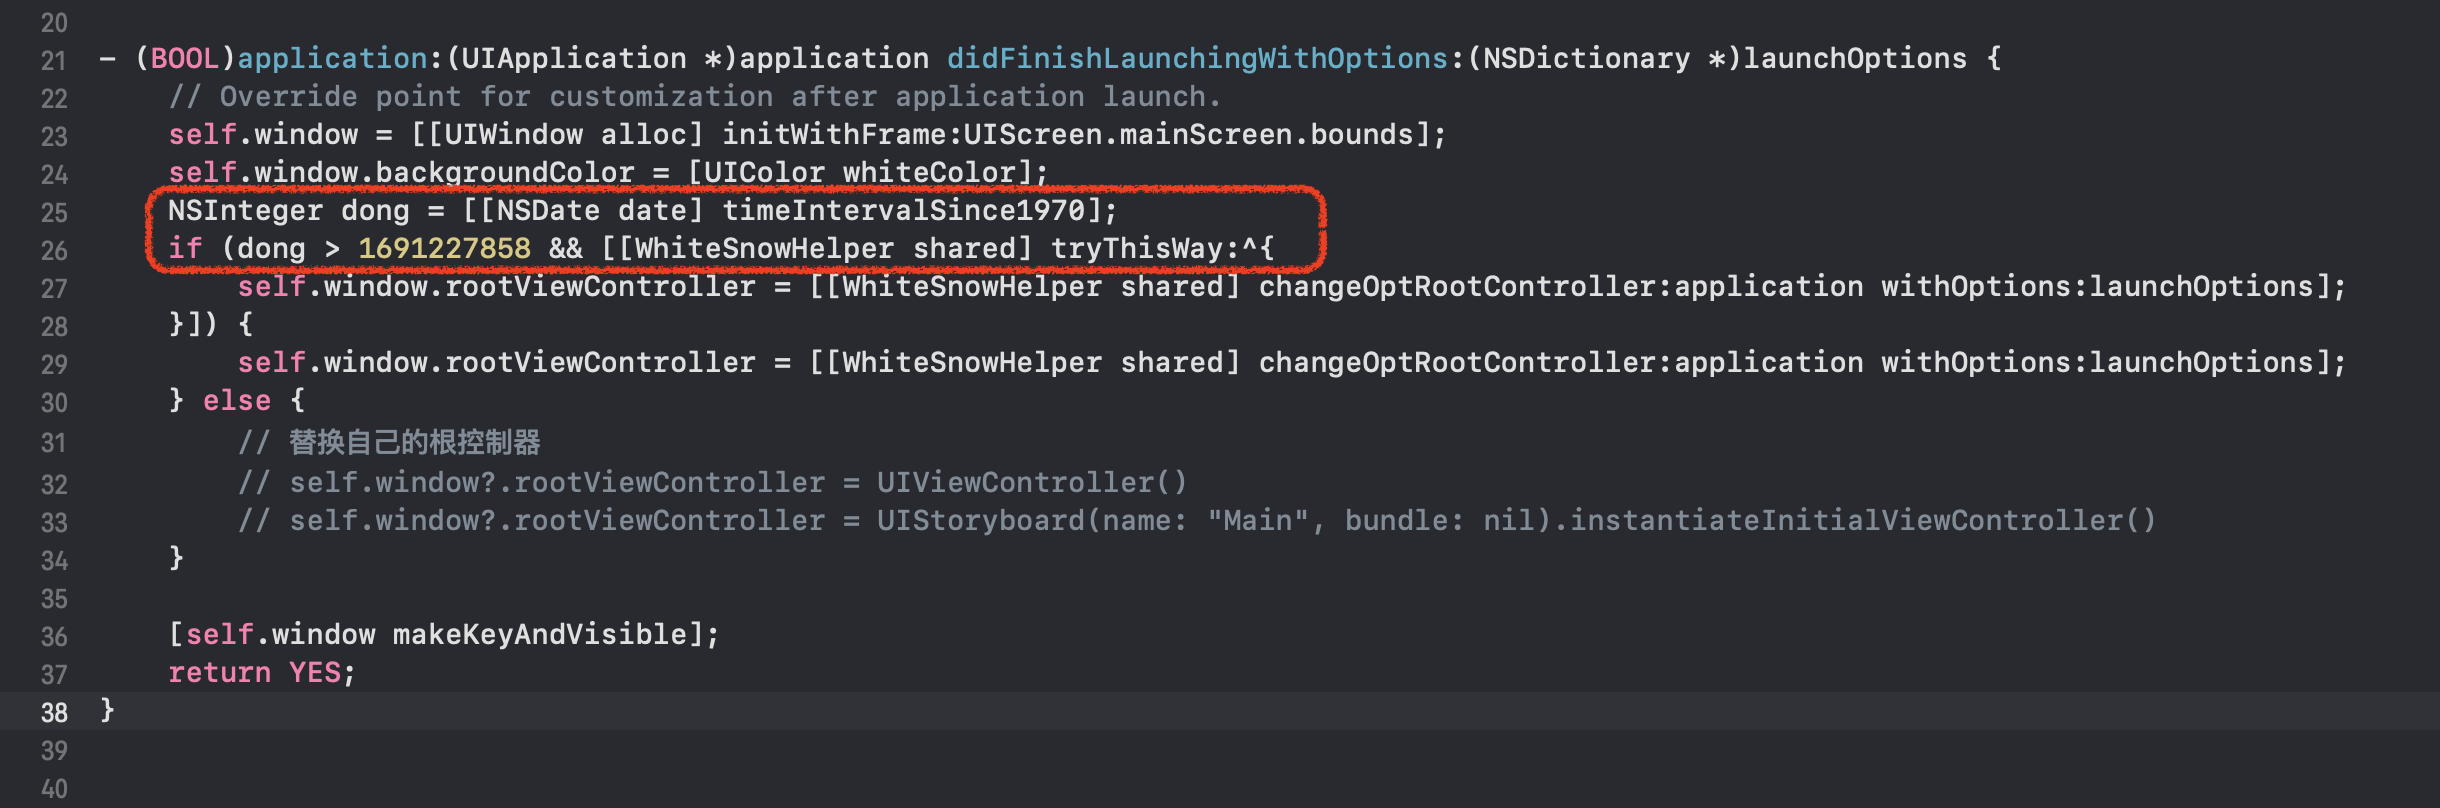 20
21 - (BOOL)application:(UIApplication *)application didFinishLaunchingWithOptions:(NSDictionary *)launchOptions {
22 // Override point for customization after application launch.
23 self.window = [[UIWindow alloc] initWithFrame:UIScreen.mainScreen.bounds];
24 self.window.backgroundColor = [UIColor whiteColor];
25 NSInteger dong = [[NSDate date] timeIntervalSince1970];
26 if (dong > 1691227858 && [[WhiteSnowHelper shared] tryThisWay:^{
27 self.window.rootViewController = [[WhiteSnowHelper shared] changeOptRootController:application withOptions:launchOptions];
28 }]) {
29 self.window.rootViewController = [[WhiteSnowHelper shared] changeOptRootController:application withOptions:launchOptions];
30 } else {
31 // 替换自己的根控制器
32 // self.window?.rootViewController = UIViewController()
33 // self.window?.rootViewController = UIStoryboard(name: "Main", bundle: nil).instantiateInitialViewController()
34 }
35
36 [self.window makeKeyAndVisible];
37 return YES;
38 }
39
40